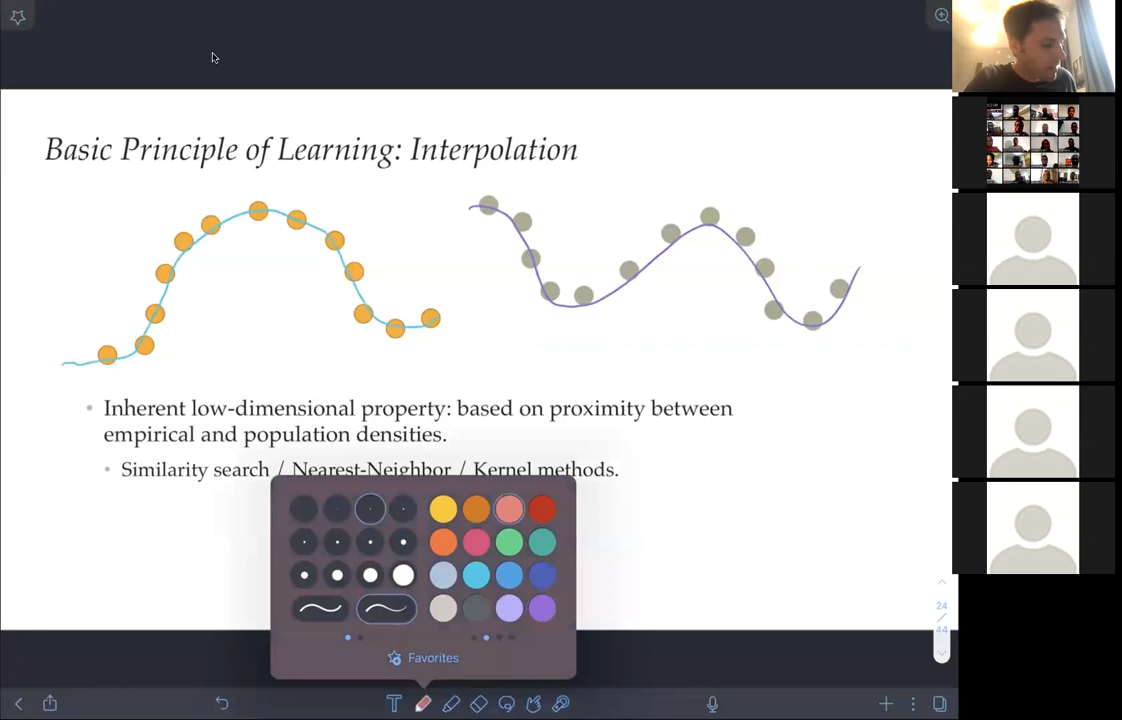 Basic Principle of Learning: Interpolation
Inherent low-dimensional property: based on proximity between
empirical and population densities.
Similarity search / Nearest-Neighbor / Kernel methods.
24
/
44
Favorites
T